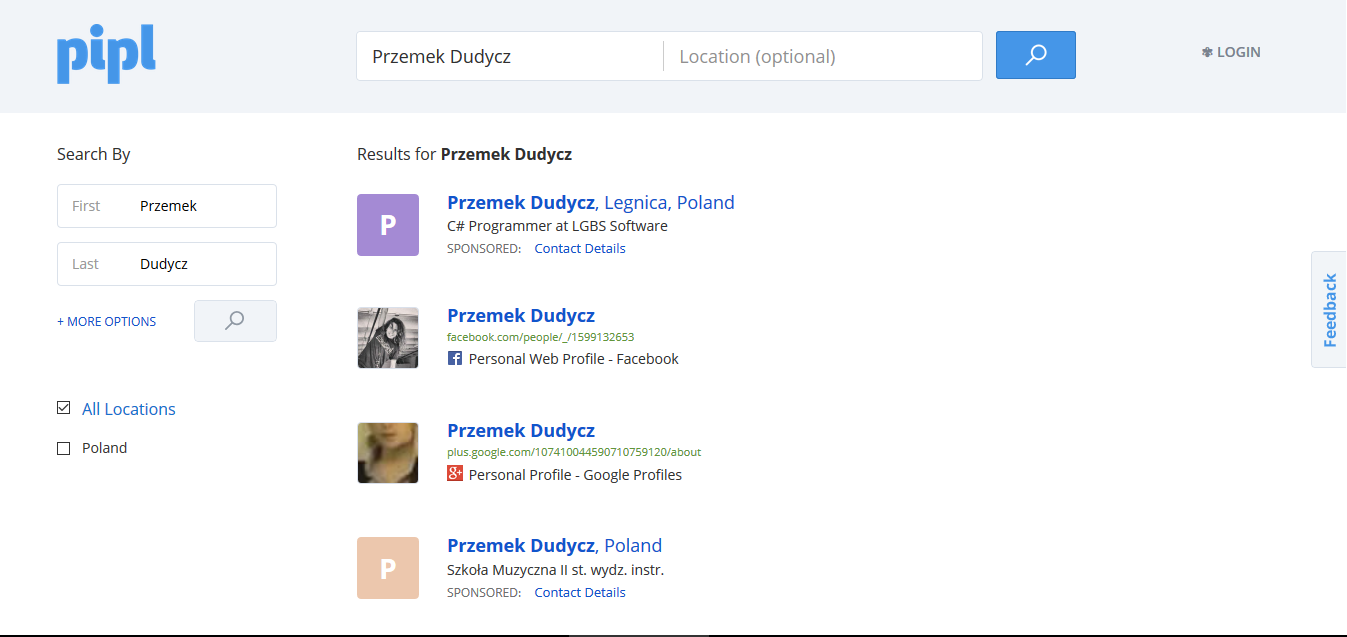 pipl
Przemek Dudycz
Location (optional)
LOGIN
Search By
First Przemek
Last Dudycz
+ MORE OPTIONS
All Locations
Poland
Results for Przemek Dudycz
P
Przemek Dudycz, Legnica, Poland
C# Programmer at LGBS Software
SPONSORED: Contact Details
Przemek Dudycz
facebook.com/people/_/1599132653
f Personal Web Profile - Facebook
Przemek Dudycz
plus.google.com/107410044590710759120/about
g+ Personal Profile - Google Profiles
P
Przemek Dudycz, Poland
Szkoła Muzyczna II st. wydz. instr.
SPONSORED: Contact Details
Feedback